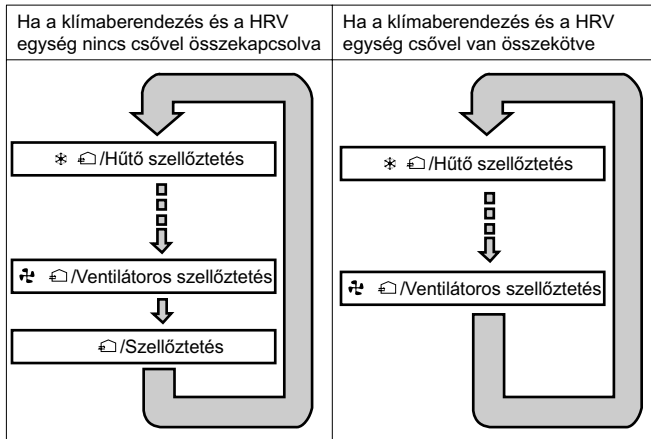 Ha a klímaberendezés és a HRV
egység nincs csővel összekapcsolva
/Hűtő szellőztetés
/Ventilátoros szellőztetés
/Szellőztetés
Ha a klímaberendezés és a HRV
egység csővel van összekötve
/Hűtő szellőztetés
/Ventilátoros szellőztetés